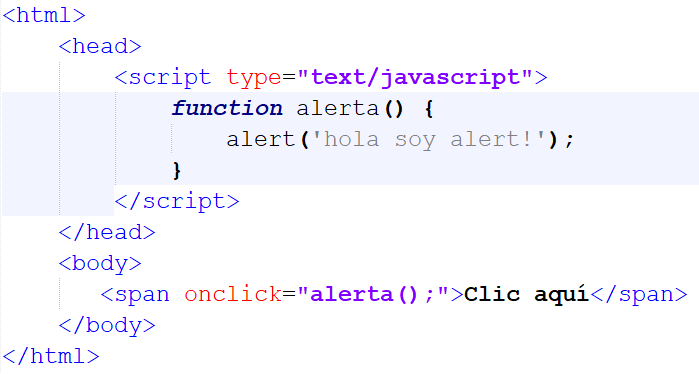 <html>
<head>
<script type="text/javascript">
function alerta() {
alert('hola soy alert!');
}
</script>
</head>
<body>
<span onclick="alerta();">Clic aquí</span>
</body>
</html>